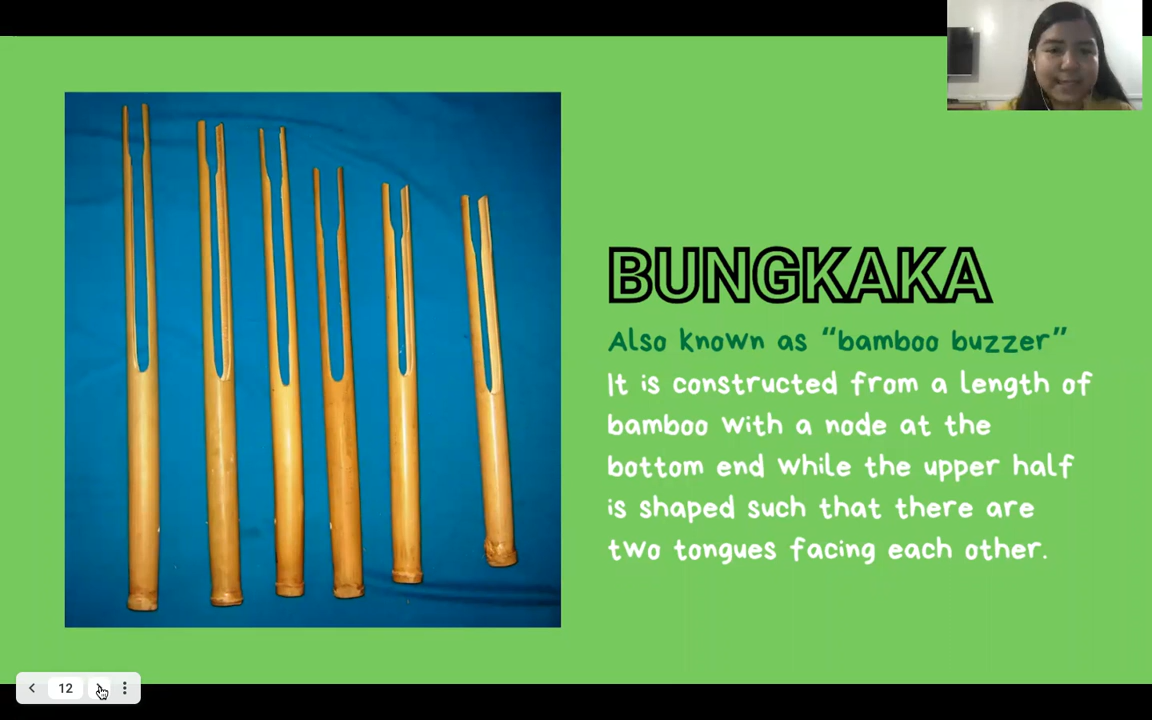 BUNGKAKA
Also known as “bamboo buzzer”
It is constructed from a length of
bamboo with a node at the
bottom end while the upper half
is shaped such that there are
two tongues facing each other.
12